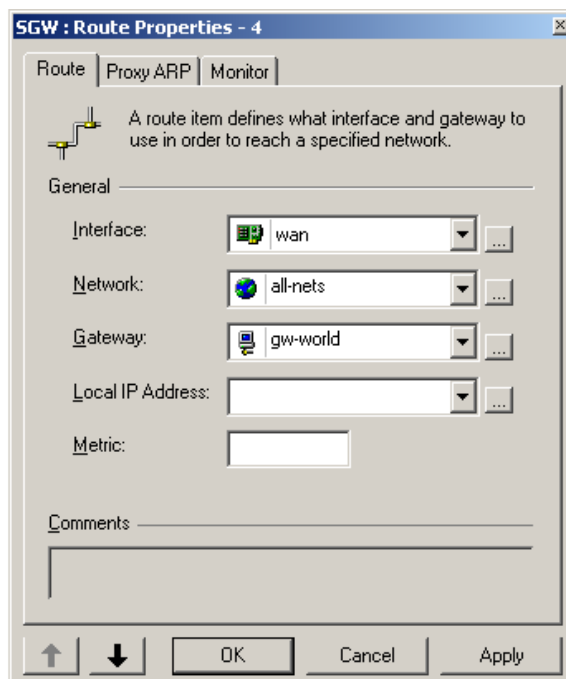 SGW : Route Properties - 4
Route Proxy ARP Monitor
A route item defines what interface and gateway to
use in order to reach a specified network.
General
Interface: wan ...
Network: all-nets ...
Gateway: gw-world ...
Local IP Address: ...
Metric:
Comments
OK Cancel Apply